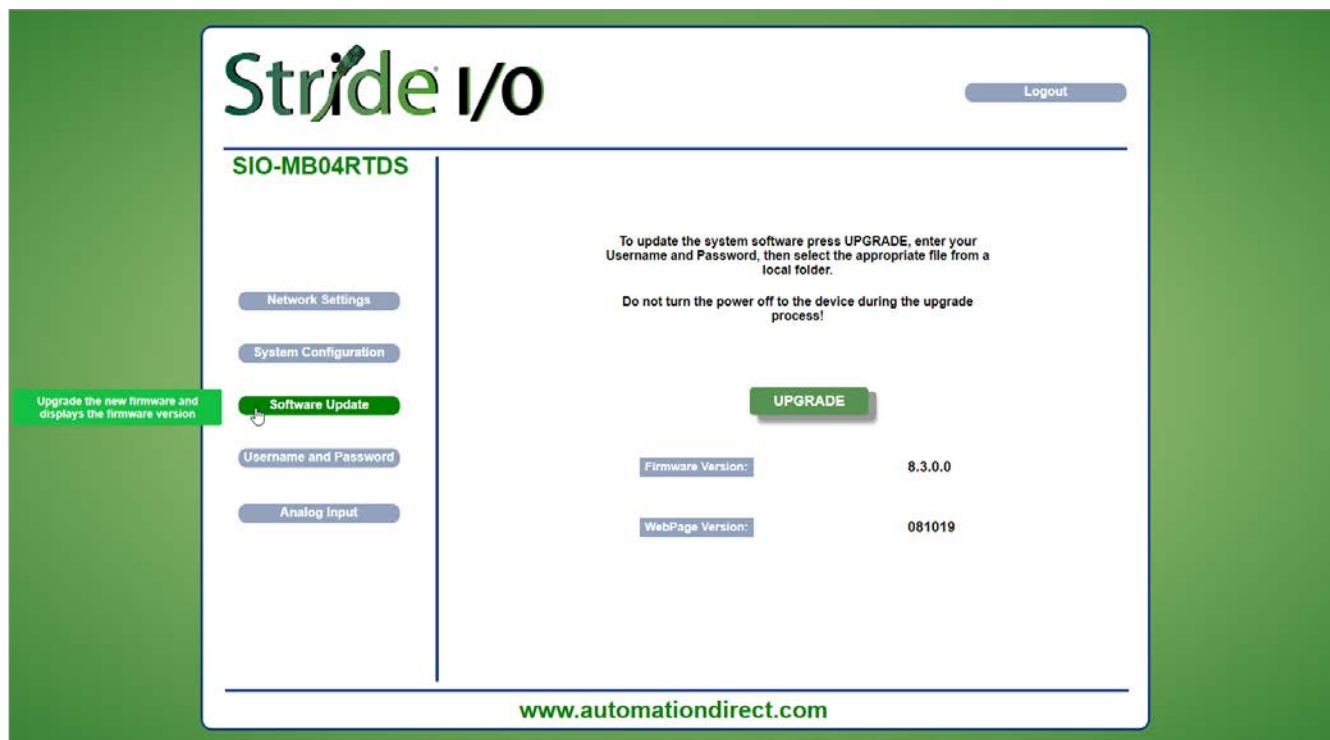 Stride I/O
Logout
SIO-MB04RTDS
To update the system software press UPGRADE, enter your
Username and Password, then select the appropriate file from a
local folder.
Do not turn the power off to the device during the upgrade
process!
Network Settings
System Configuration
Upgrade the new firmware and
displays the firmware version
Software Update
UPGRADE
Username and Password
Firmware Version: 8.3.0.0
Analog Input
WebPage Version: 081019
www.automationdirect.com